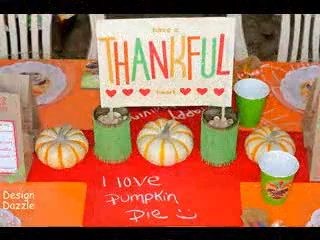 have a
THANKFUL
heart
I love
Pumpkin
Pie
Design
Dazzle